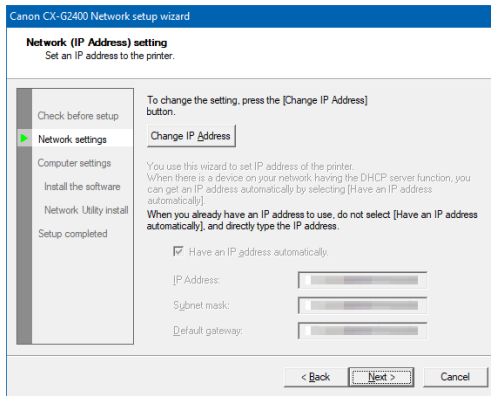 Canon CX-G2400 Network setup wizard
Network (IP Address) setting
Set an IP address to the printer.
Check before setup
Network settings
Computer settings
Install the software
Network Utility install
Setup completed
To change the setting, press the [Change IP Address]
button.
Change IP Address
You use this wizard to set IP address of the printer.
When there is a device on your network having the DHCP server function, you
can get an IP address automatically by selecting [Have an IP address
automatically].
When you already have an IP address to use, do not select [Have an IP address
automatically], and directly type the IP address.
Have an IP address automatically.
IP Address:
Subnet mask:
Default gateway:
< Back
Next >
Cancel